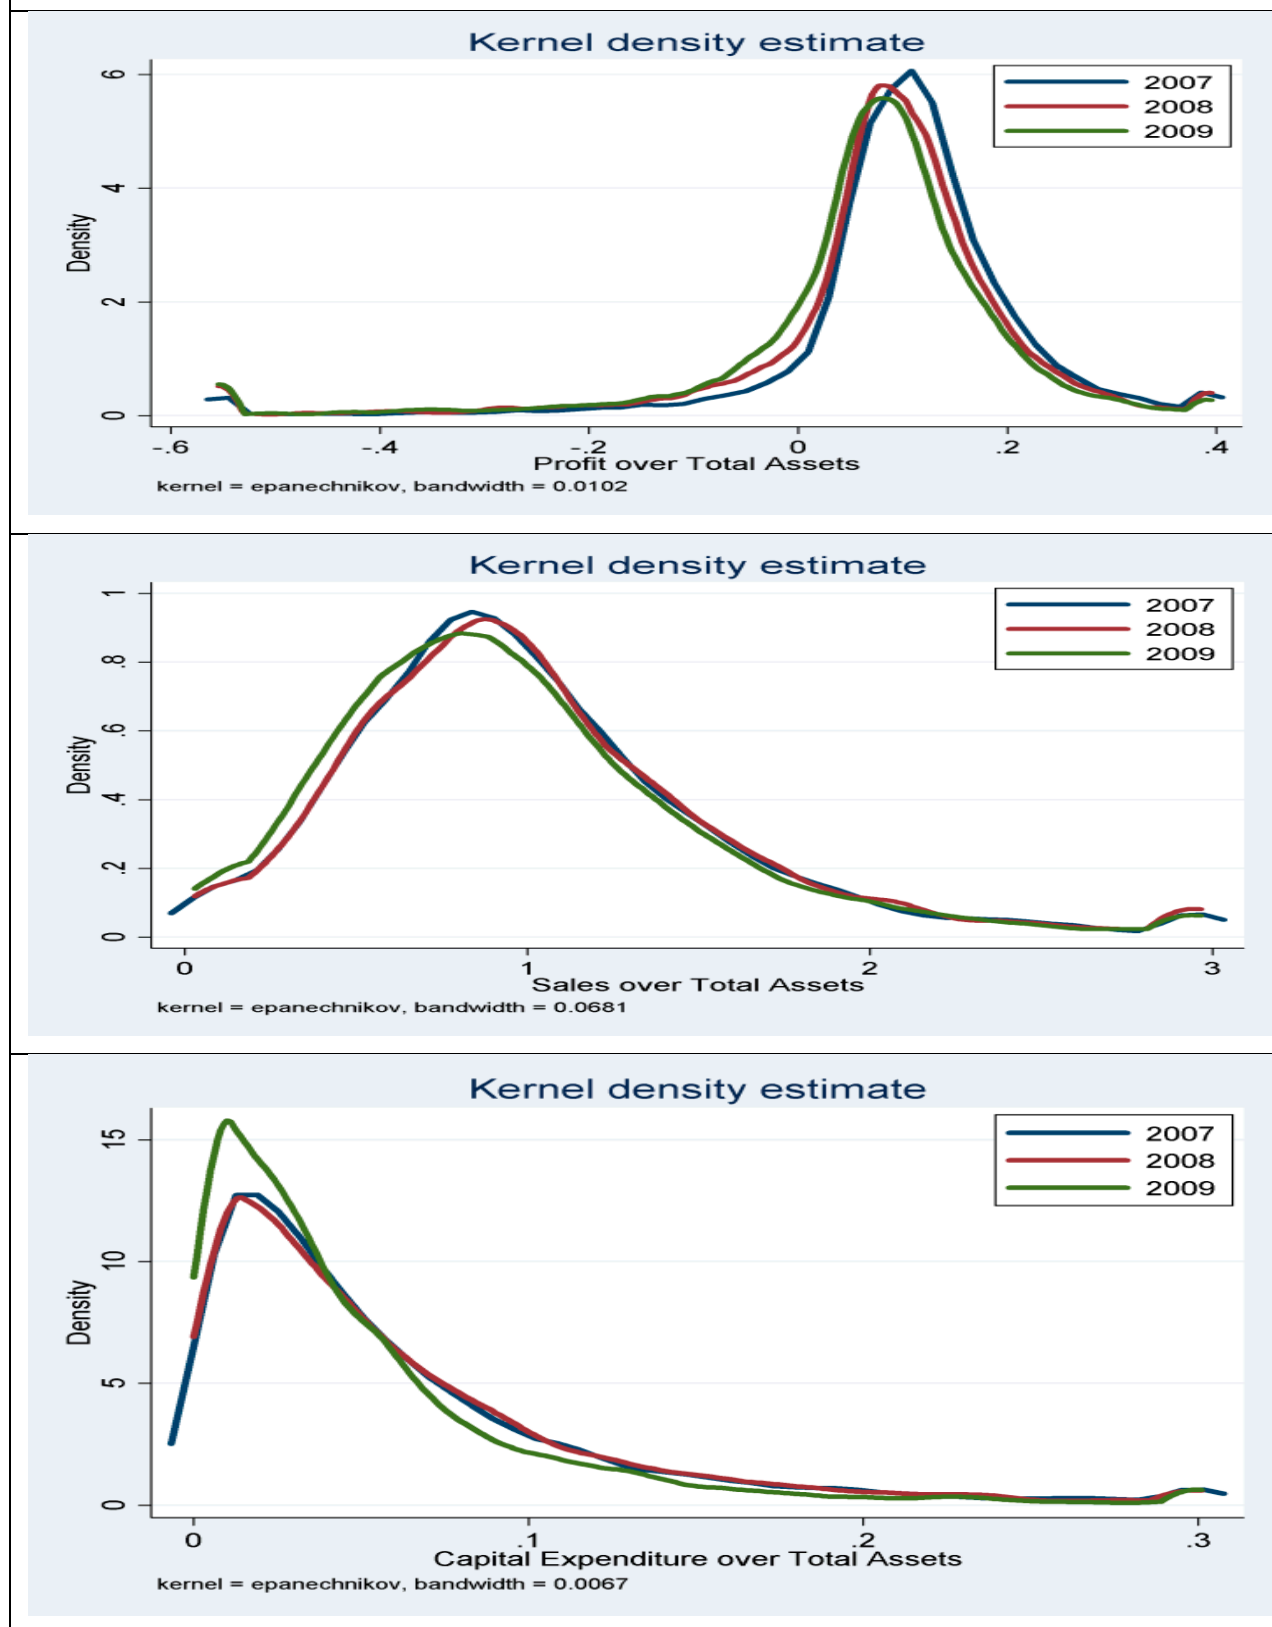 Kernel density estimate
2007
2008
2009
Density
6
4
2
0
-.6 -.4 -.2 0 .2 .4
Profit over Total Assets
kernel = epanechnikov, bandwidth = 0.0102
Kernel density estimate
2007
2008
2009
Density
1
.8
.6
.4
.2
0
0 1 2 3
Sales over Total Assets
kernel = epanechnikov, bandwidth = 0.0681
Kernel density estimate
2007
2008
2009
Density
15
10
5
0
0 .1 .2 .3
Capital Expenditure over Total Assets
kernel = epanechnikov, bandwidth = 0.0067